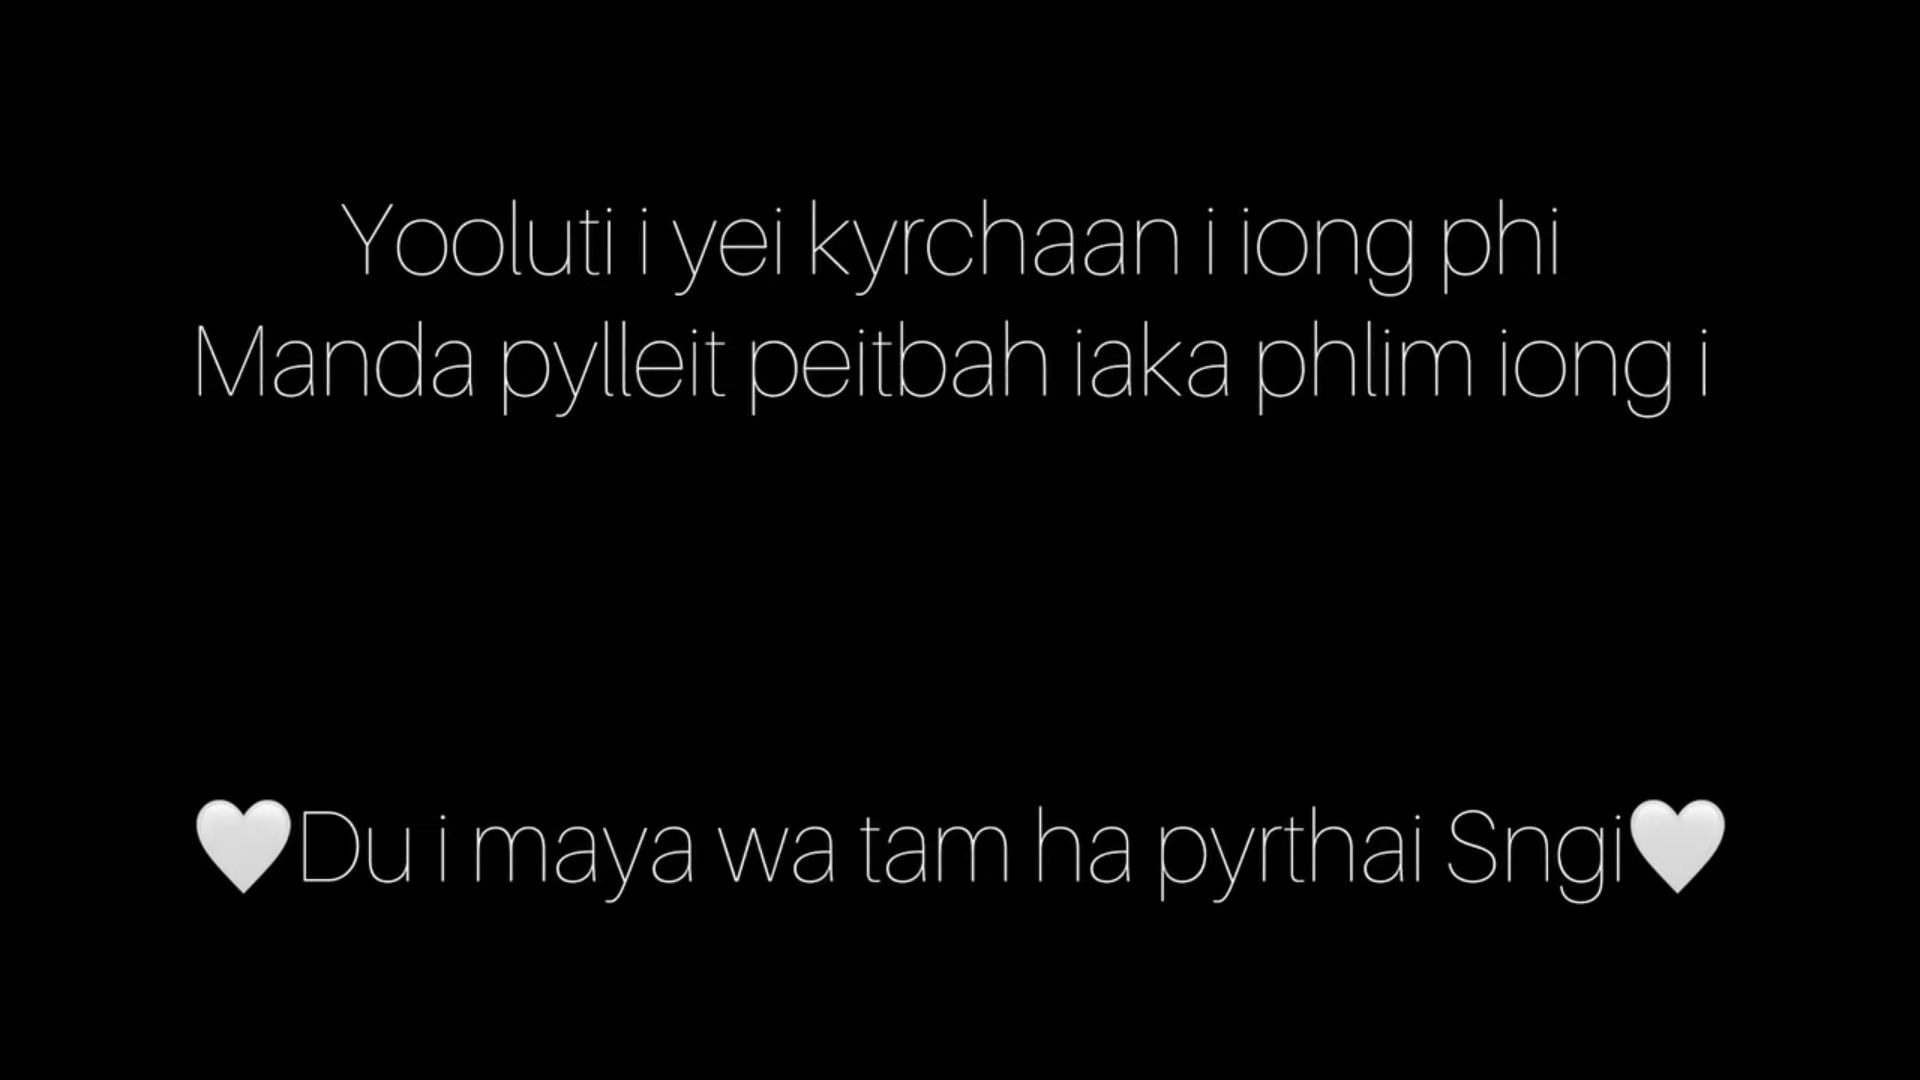 Yooluti i yei kyrchaan i iong phi
Manda pylleit peitbah iaka phlim iong i
🤍Du i maya wa tam ha pyrthai Sngi🤍